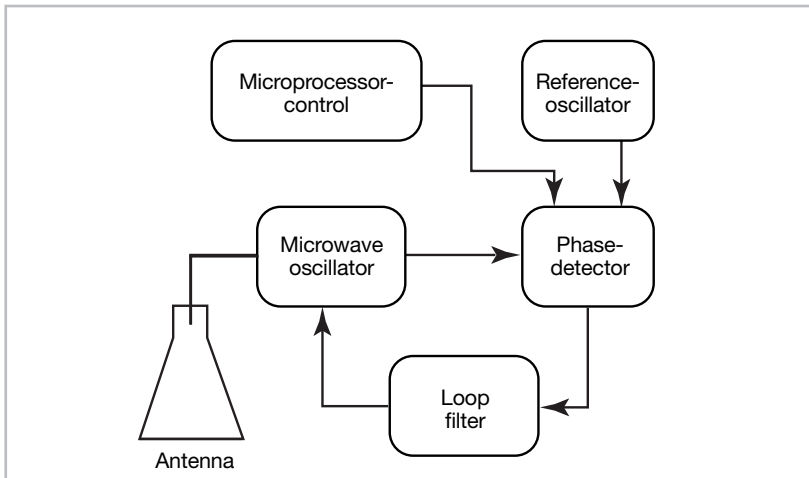 Microprocessor-
control
Reference-
oscillator
Microwave
oscillator
Phase-
detector
Loop
filter
Antenna